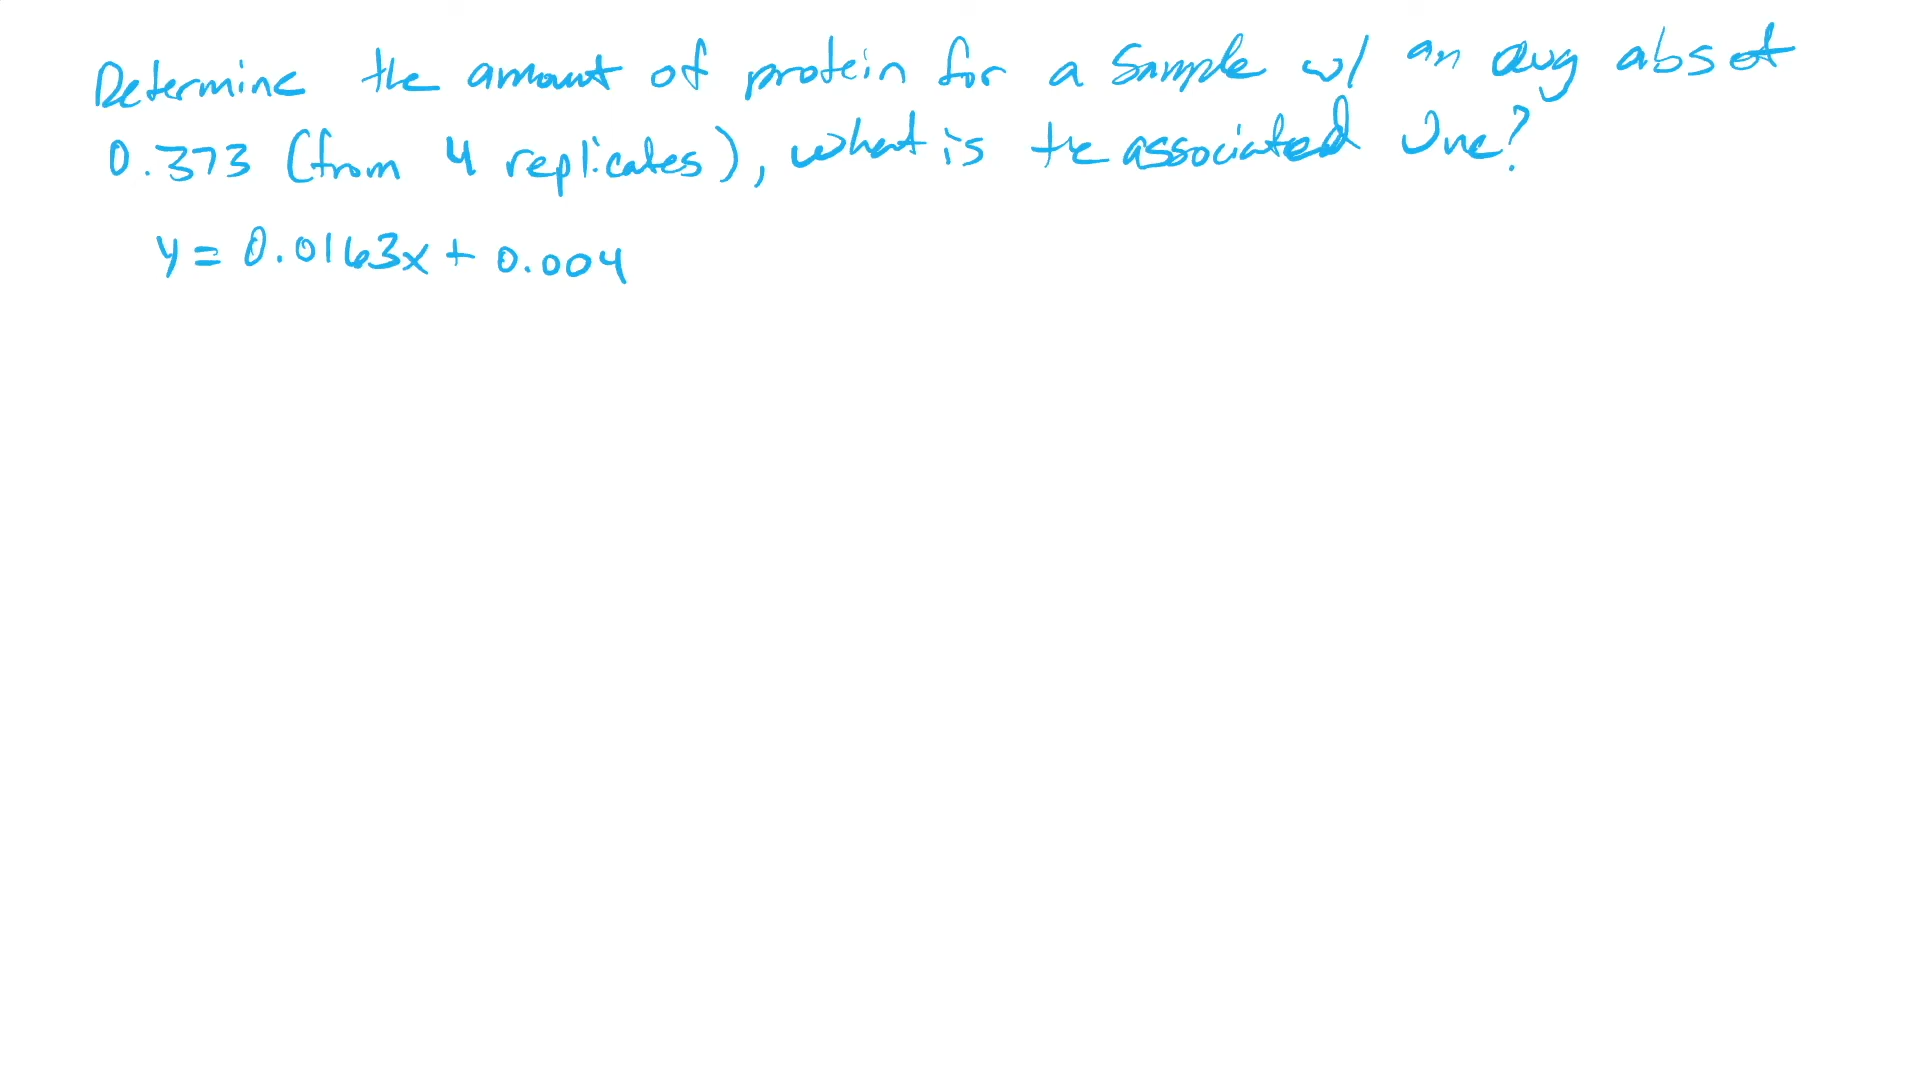 Determine the amount of protein for a sample w/ an avg abs of
0.373 (from 4 replicates), what is the associated Unc?
y = 0.0163x + 0.004